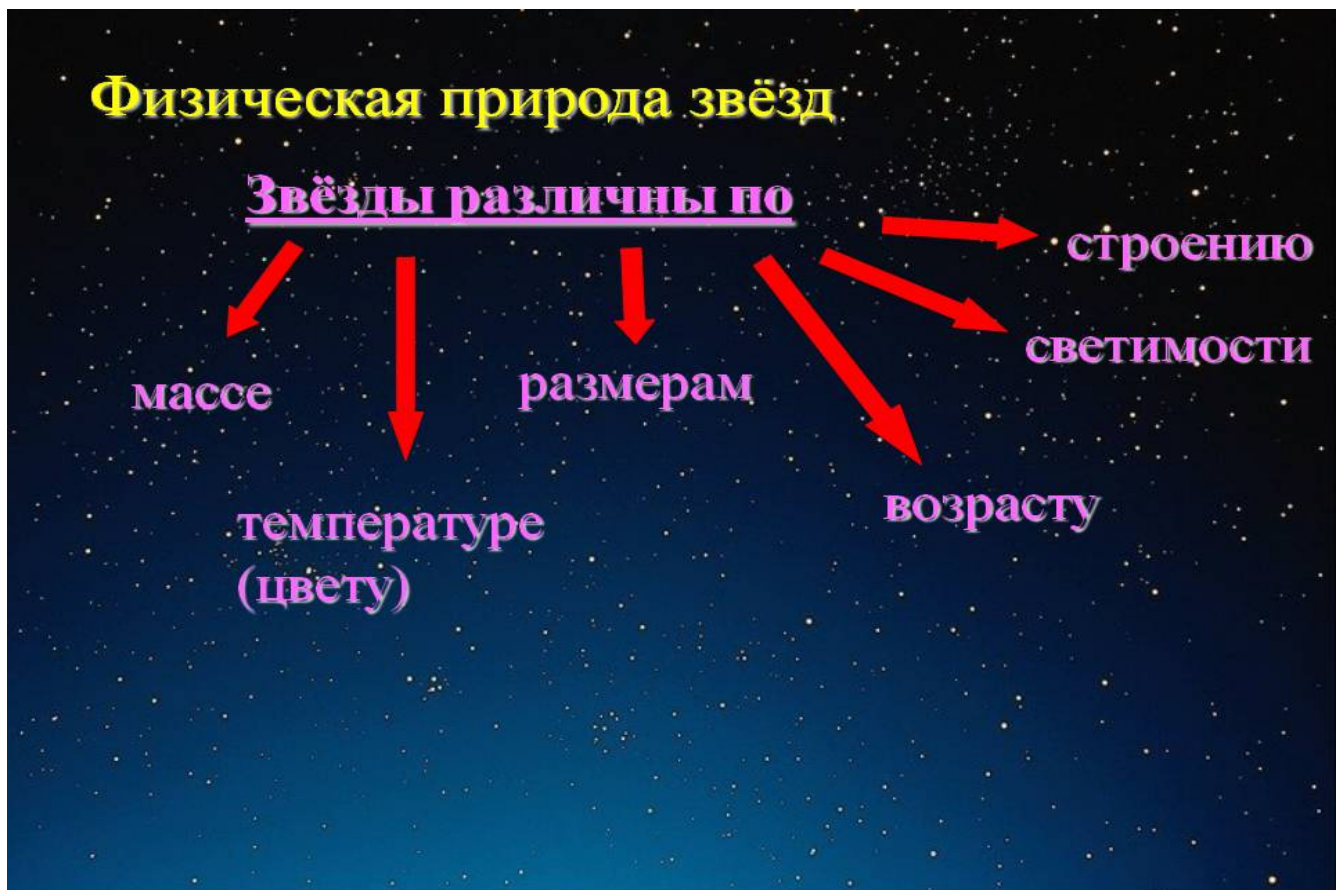 Физическая природа звёзд
Звёзды различны по
строению
светимости
массе
размерам
температуре
(цвету)
возрасту